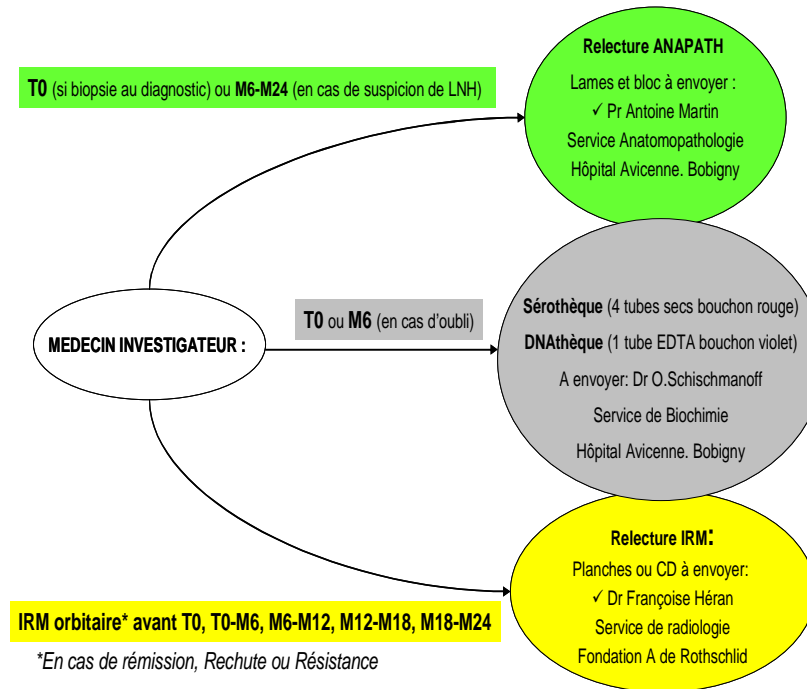 Relecture ANAPATH
Lames et bloc à envoyer :
✓ Pr Antoine Martin
Service Anatomopathologie
Hôpital Avicenne. Bobigny
T0 (si biopsie au diagnostic) ou M6-M24 (en cas de suspicion de LNH)
MEDECIN INVESTIGATEUR :
T0 ou M6 (en cas d'oubli)
Sérothèque (4 tubes secs bouchon rouge)
DNAthèque (1 tube EDTA bouchon violet)
A envoyer: Dr O.Schischmanoff
Service de Biochimie
Hôpital Avicenne. Bobigny
Relecture IRM:
Planches ou CD à envoyer:
✓ Dr Françoise Héran
Service de radiologie
Fondation A de Rothschlid
IRM orbitaire* avant T0, T0-M6, M6-M12, M12-M18, M18-M24
*En cas de rémission, Rechute ou Résistance